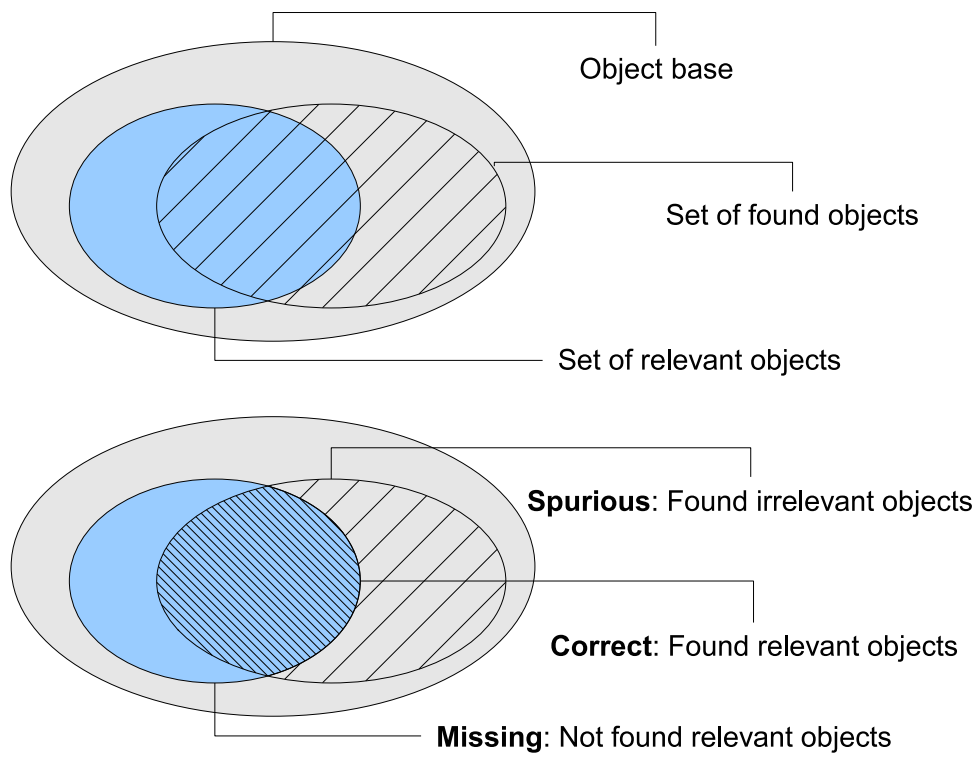 Object base
Set of found objects
Set of relevant objects
Spurious: Found irrelevant objects
Correct: Found relevant objects
Missing: Not found relevant objects